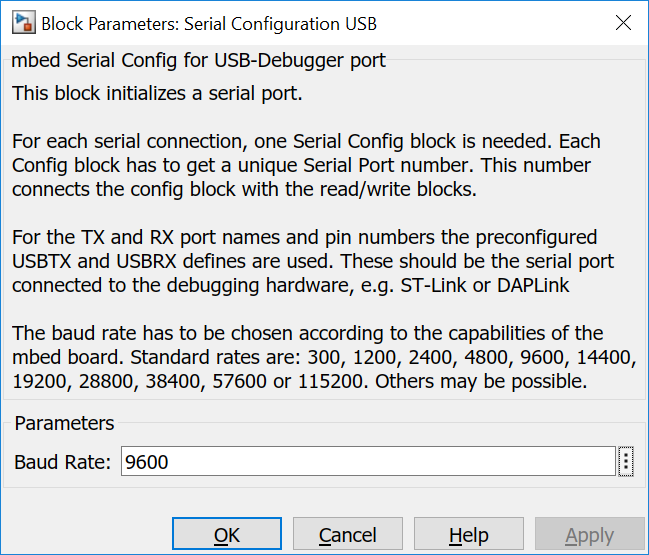 Block Parameters: Serial Configuration USB
mbed Serial Config for USB-Debugger port
This block initializes a serial port.
For each serial connection, one Serial Config block is needed. Each
Config block has to get a unique Serial Port number. This number
connects the config block with the read/write blocks.
For the TX and RX port names and pin numbers the preconfigured
USBTX and USBRX defines are used. These should be the serial port
connected to the debugging hardware, e.g. ST-Link or DAPLink
The baud rate has to be chosen according to the capabilities of the
mbed board. Standard rates are: 300, 1200, 2400, 4800, 9600, 14400,
19200, 28800, 38400, 57600 or 115200. Others may be possible.
Parameters
Baud Rate: 9600
OK Cancel Help Apply